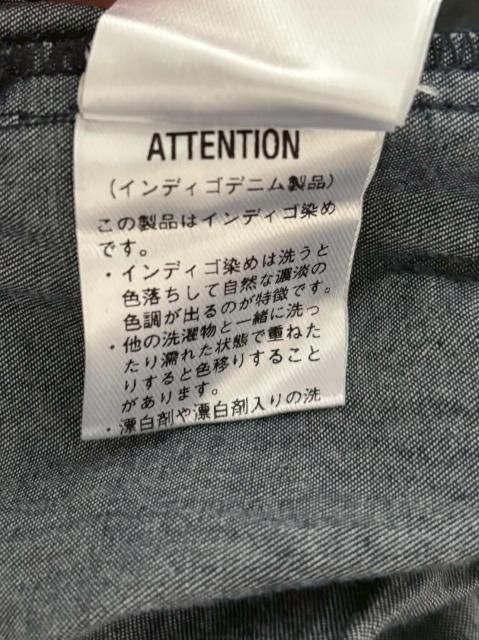 ATTENTION
(インディゴデニム製品)
この製品はインディゴ染め
です。
・インディゴ染めは洗うと
色落ちして自然な濃淡の
色調が出るのが特徴です。
・他の洗濯物と一緒に洗っ
たり濡れた状態で重ねた
りすると色移りすること
があります。
・漂白剤や漂白剤入りの洗